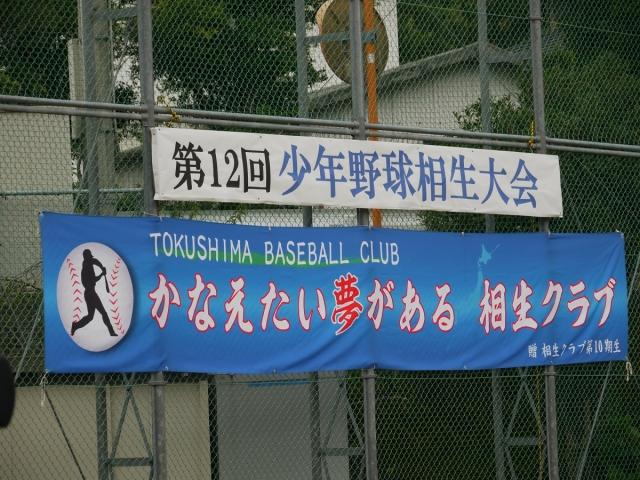 第12回 少年野球相生大会
TOKUSHIMA BASEBALL CLUB
かなえたい夢がある 相生クラブ
贈 相生クラブ第10期生